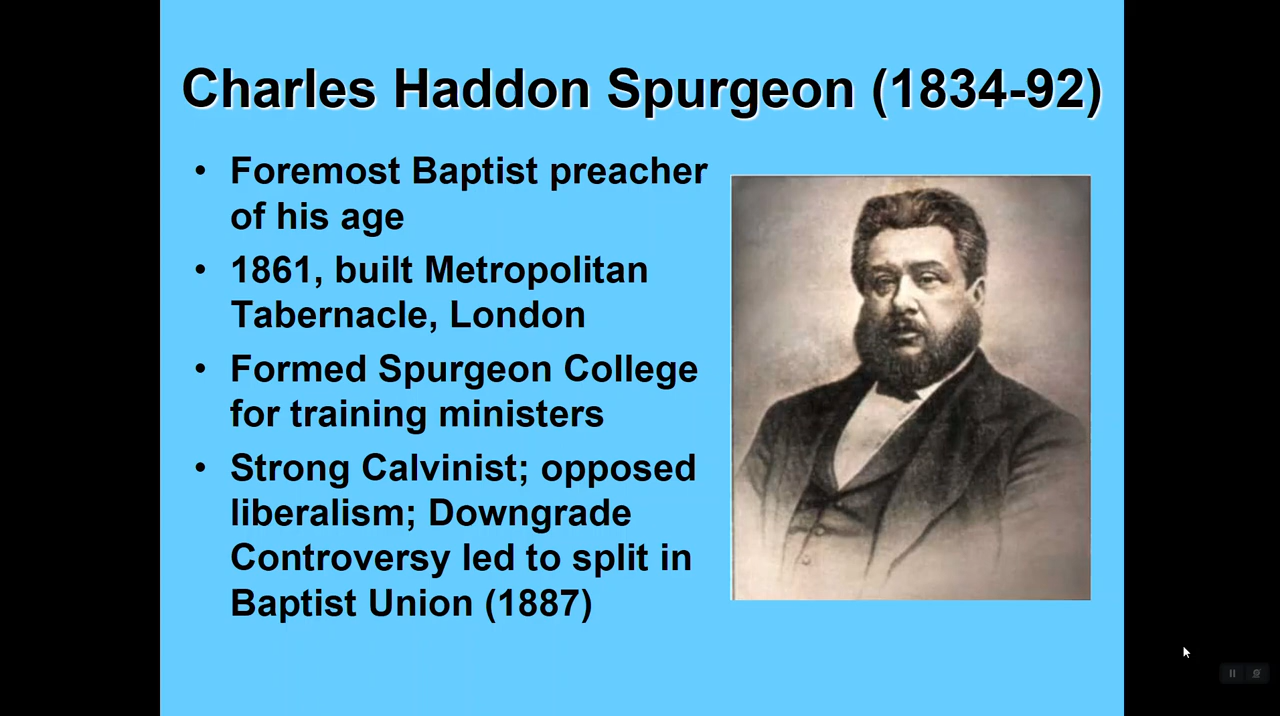 Charles Haddon Spurgeon (1834-92)
• Foremost Baptist preacher
of his age
• 1861, built Metropolitan
Tabernacle, London
• Formed Spurgeon College
for training ministers
• Strong Calvinist; opposed
liberalism; Downgrade
Controversy led to split in
Baptist Union (1887)